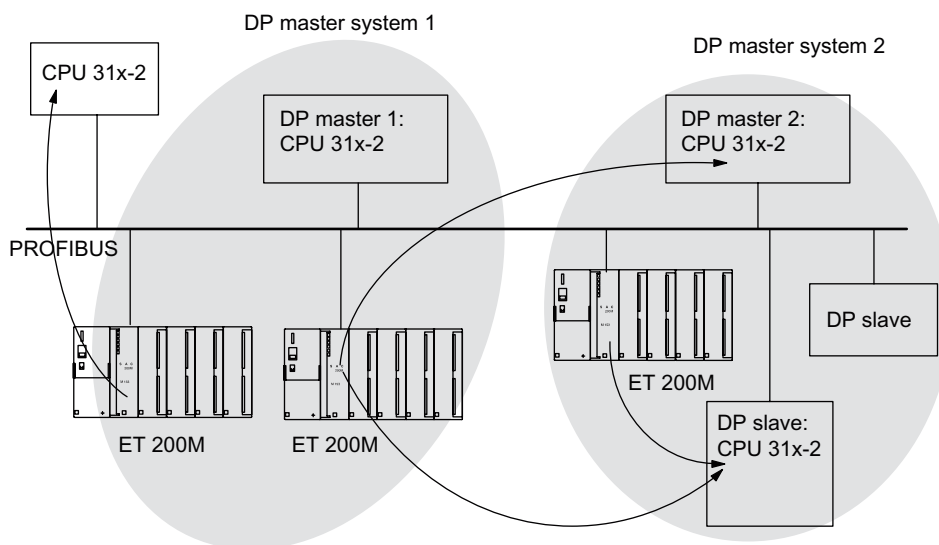 DP master system 1
DP master system 2
CPU 31x-2
DP master 1:
CPU 31x-2
DP master 2:
CPU 31x-2
PROFIBUS
ET 200M
ET 200M
ET 200M
DP slave
DP slave:
CPU 31x-2